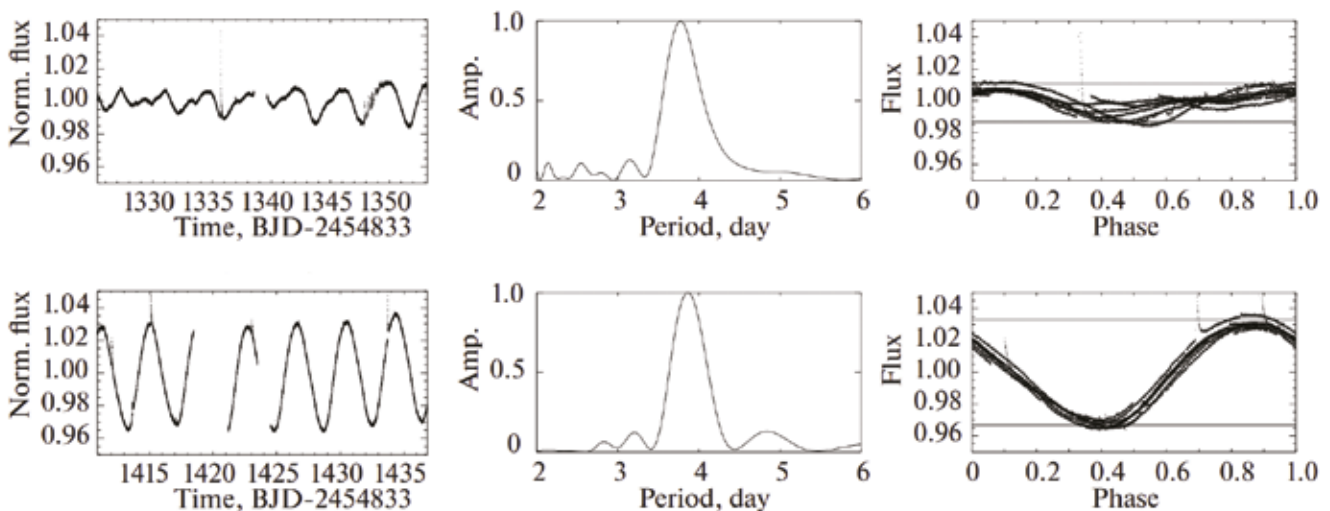 Norm. flux
1.04
1.02
1.00
0.98
0.96
1330 1335 1340 1345 1350
Time, BJD-2454833
Amp.
1.0
0.5
0
2 3 4 5 6
Period, day
Flux
1.04
1.02
1.00
0.98
0.96
0 0.2 0.4 0.6 0.8 1.0
Phase
Norm. flux
1.04
1.02
1.00
0.98
0.96
1415 1420 1425 1430 1435
Time, BJD-2454833
Amp.
1.0
0.5
0
2 3 4 5 6
Period, day
Flux
1.04
1.02
1.00
0.98
0.96
0 0.2 0.4 0.6 0.8 1.0
Phase